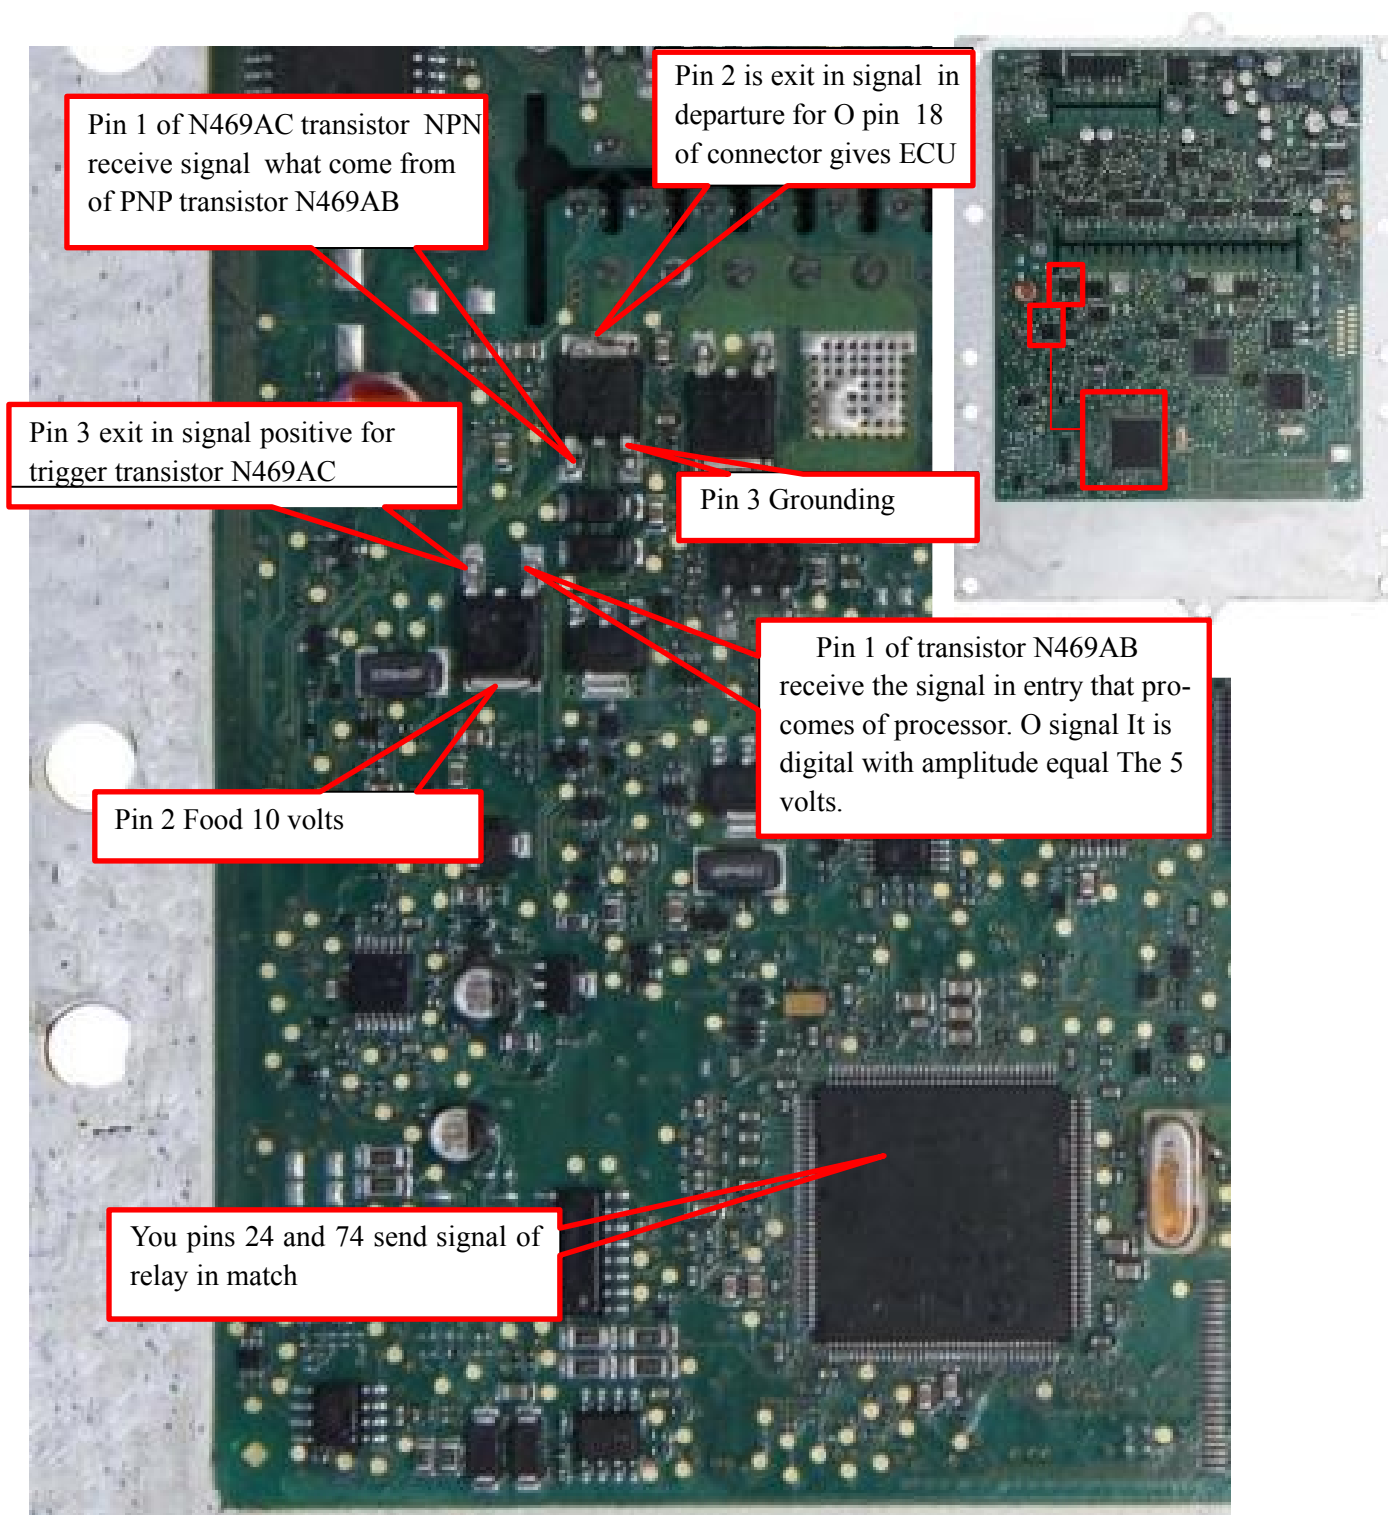 Pin 1 of N469AC transistor NPN
receive signal what come from
of PNP transistor N469AB
Pin 2 is exit in signal in
departure for O pin 18
of connector gives ECU
Pin 3 exit in signal positive for
trigger transistor N469AC
Pin 3 Grounding
Pin 1 of transistor N469AB
receive the signal in entry that pro-
comes of processor. O signal It is
digital with amplitude equal The 5
volts.
Pin 2 Food 10 volts
You pins 24 and 74 send signal of
relay in match